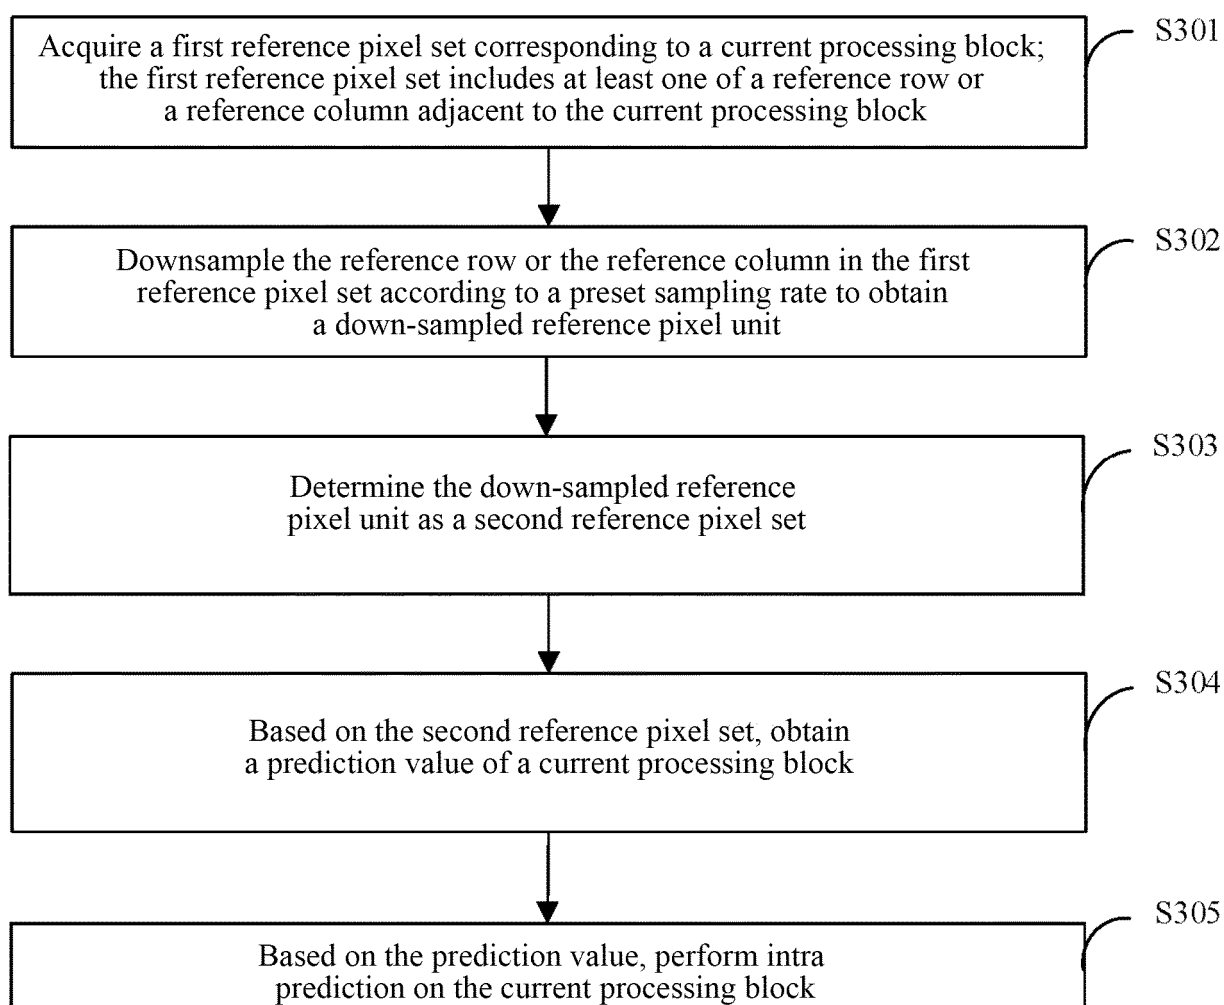 Acquire a first reference pixel set corresponding to a current processing block;
the first reference pixel set includes at least one of a reference row or
a reference column adjacent to the current processing block
S301
Downsample the reference row or the reference column in the first
reference pixel set according to a preset sampling rate to obtain
a down-sampled reference pixel unit
S302
Determine the down-sampled reference
pixel unit as a second reference pixel set
S303
Based on the second reference pixel set, obtain
a prediction value of a current processing block
S304
Based on the prediction value, perform intra
prediction on the current processing block
S305